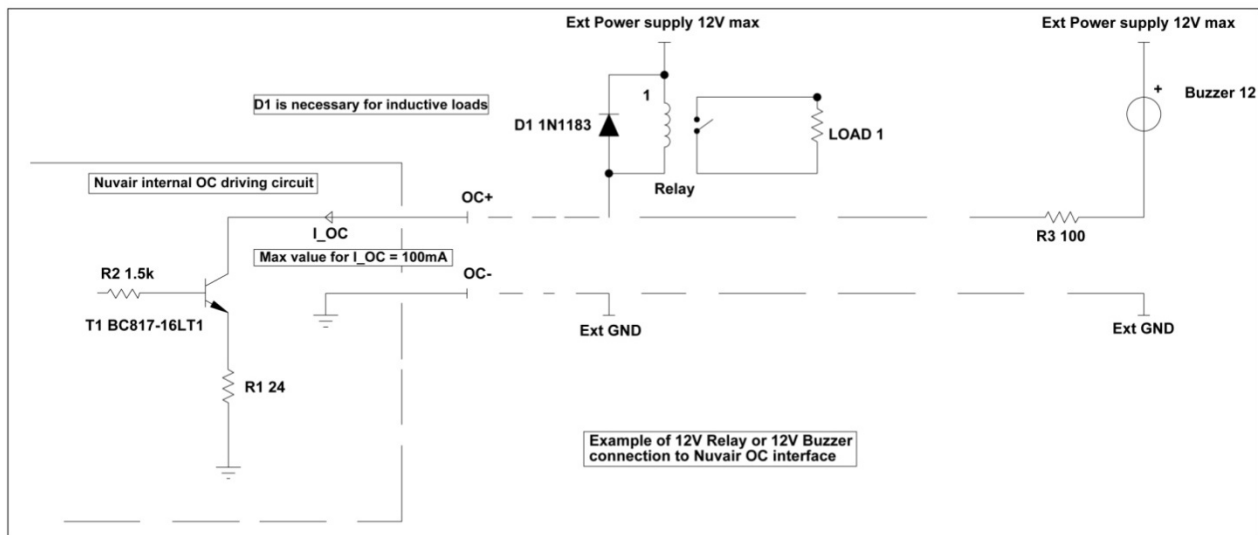 Ext Power supply 12V max
Ext Power supply 12V max
D1 is necessary for inductive loads
1
+
Buzzer 12
D1 1N1183
LOAD 1
Nuvair internal OC driving circuit
Relay
OC+
I_OC
R3 100
Max value for I_OC = 100mA
OC-
R2 1.5k
T1 BC817-16LT1
Ext GND
Ext GND
R1 24
Example of 12V Relay or 12V Buzzer
connection to Nuvair OC interface